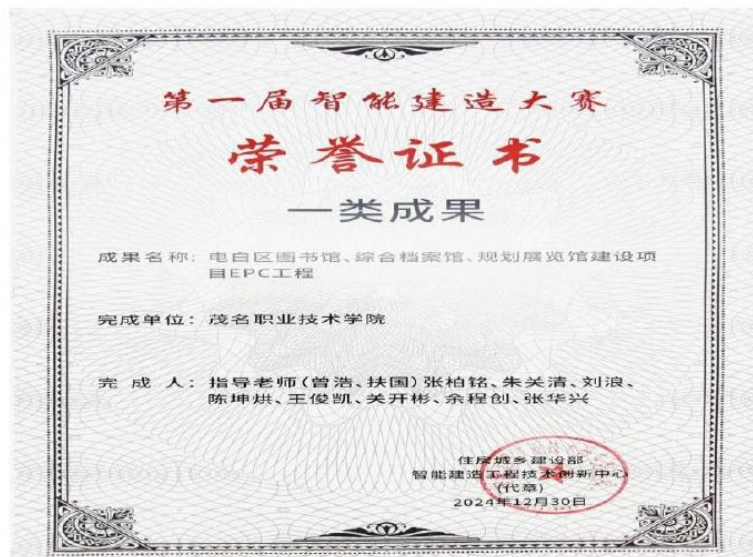 第一届智能建造大赛
荣誉证书
一类成果
成果名称：电白区图书馆、综合档案馆、规划展览馆建设项
目EPC工程
完成单位：茂名职业技术学院
完成人：指导老师(曾浩、扶国)张柏铭、朱关清、刘浪、
陈坤烘、王俊凯、关开彬、余程创、张华兴
住房城乡建设部
智能建造工程技术创新中心
(代章)
2024年12月30日